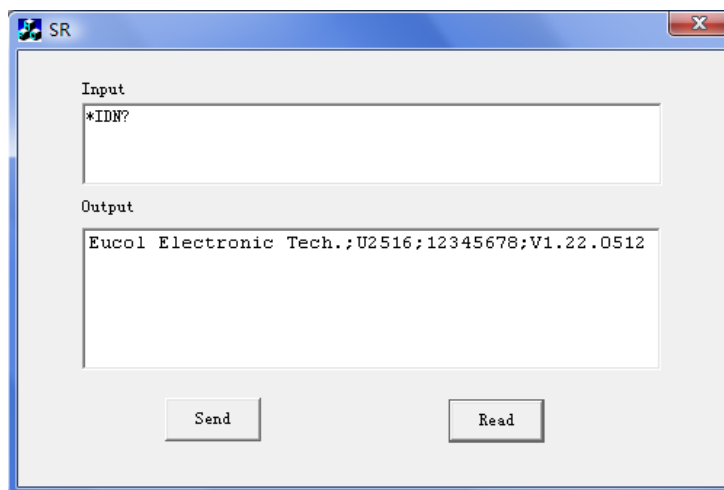 SR
Input
*IDN?
Output
Eucol Electronic Tech.;U2516;12345678;V1.22.0512
Send
Read